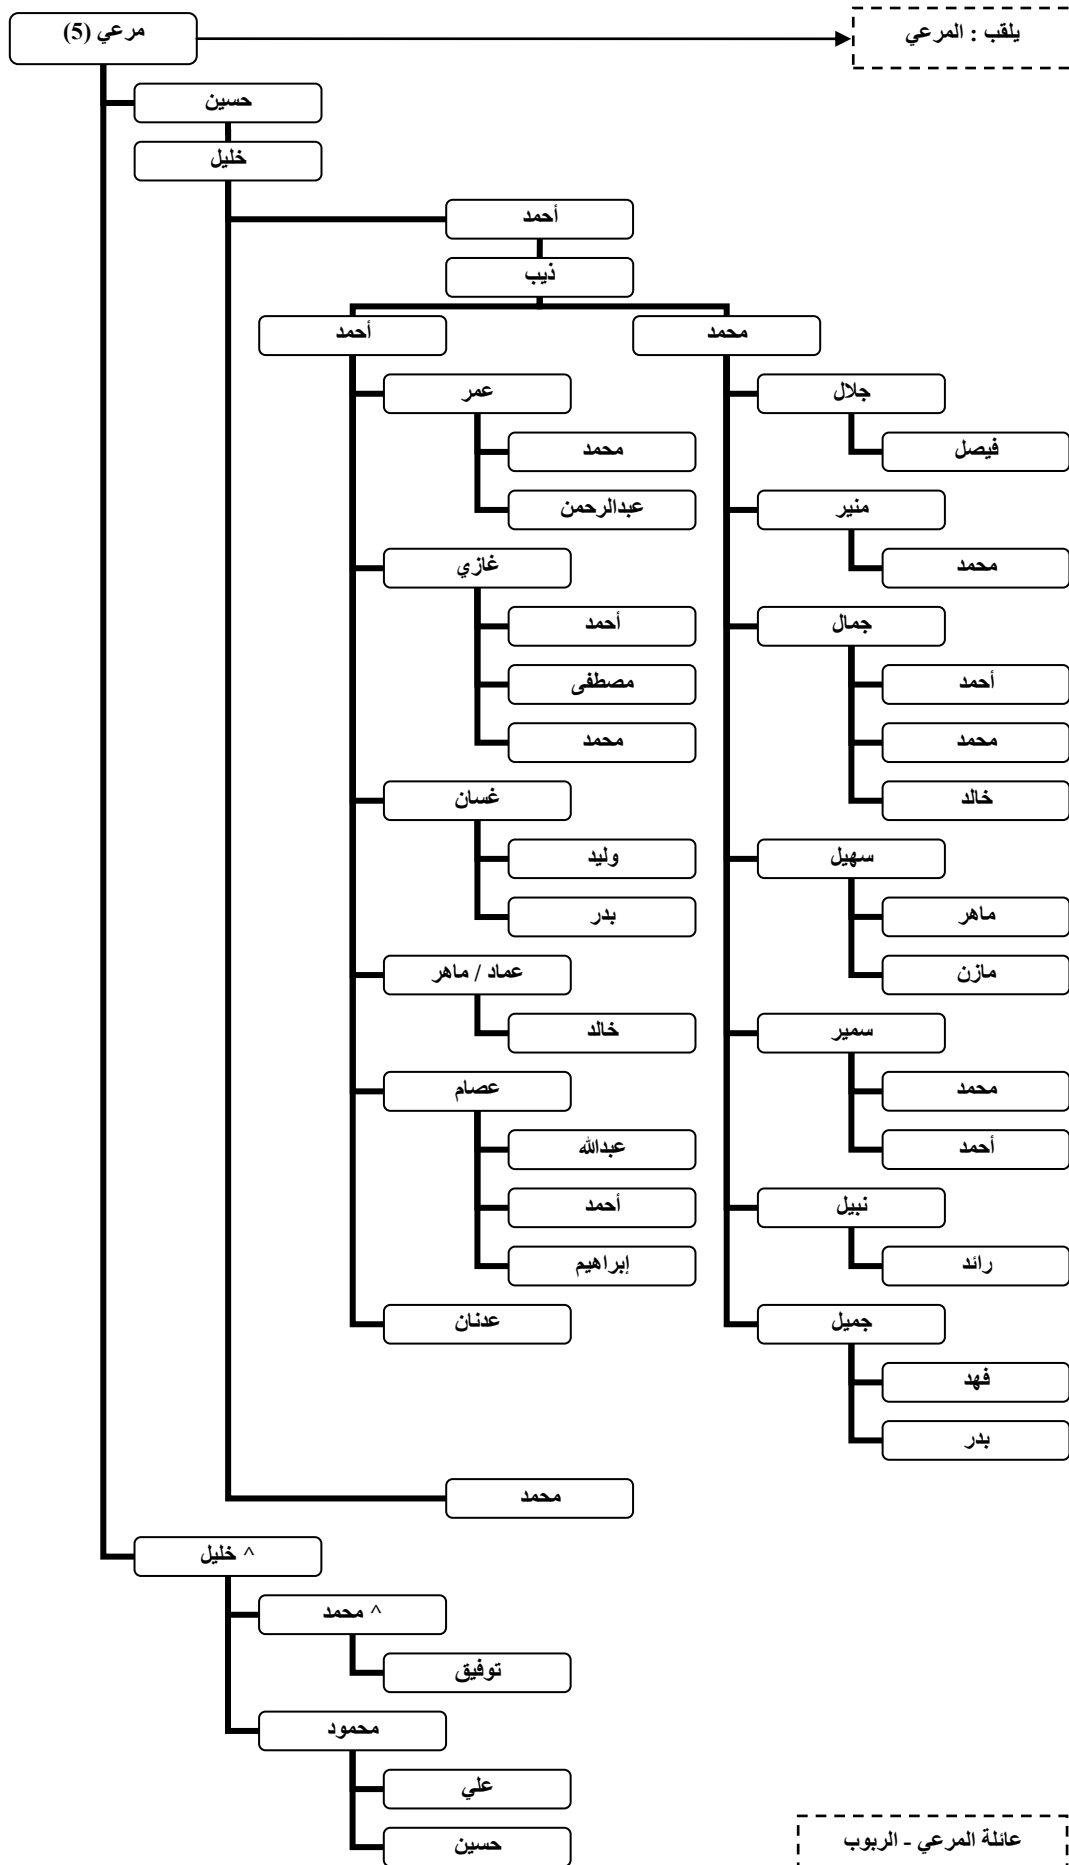 مرعي (5)
يلقب : المرعي
حسين
خليل
أحمد
ذيب
أحمد
محمد
عمر
جلال
محمد
فيصل
عبدالرحمن
منير
غازي
محمد
أحمد
جمال
مصطفى
أحمد
محمد
محمد
غسان
خالد
وليد
سهيل
بدر
ماهر
عماد / ماهر
مازن
خالد
سمير
عصام
محمد
عبدالله
أحمد
أحمد
نبيل
إبراهيم
رائد
عدنان
جميل
فهد
بدر
محمد
^ خليل
^ محمد
توفيق
محمود
علي
حسين
عائلة المرعي - الربوب